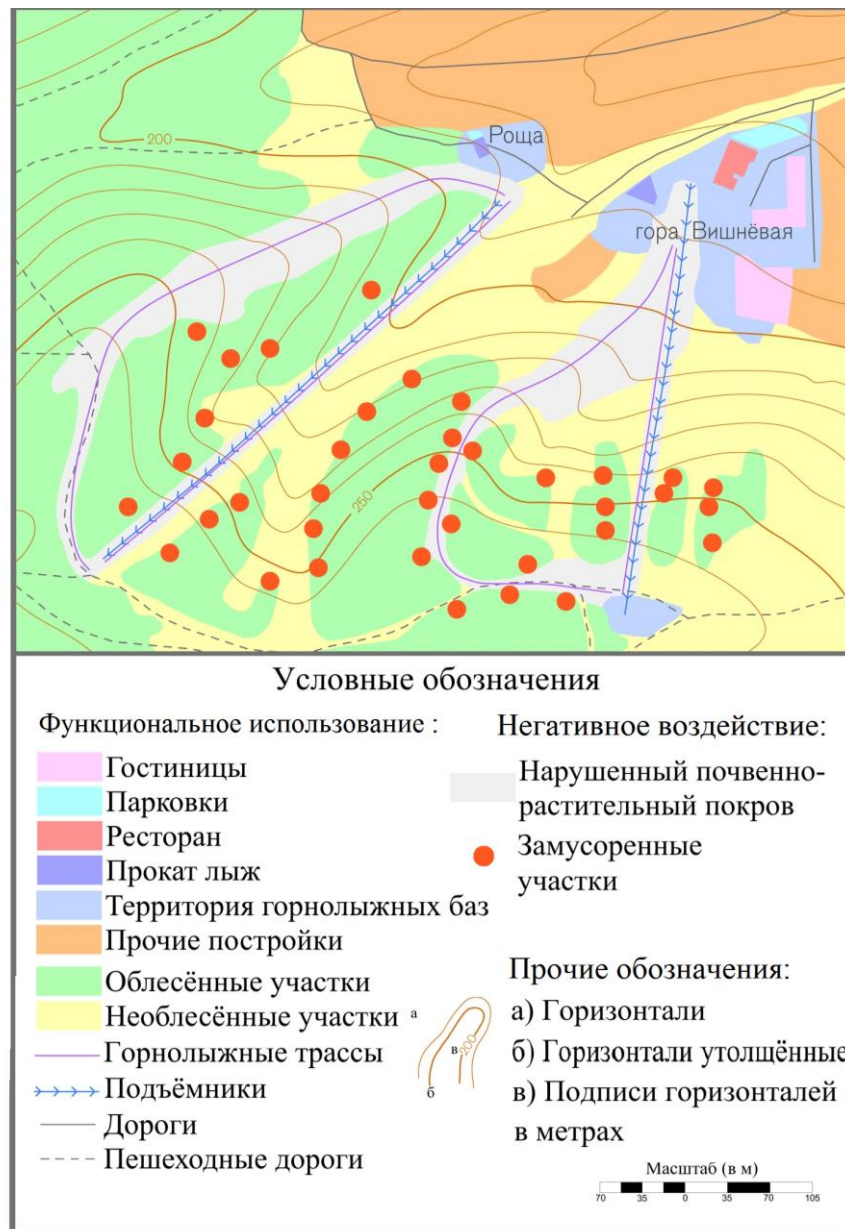 200
Роща
гора Вишнёвая
250
Условные обозначения
Функциональное использование :
Гостиницы
Парковки
Ресторан
Прокат лыж
Территория горнолыжных баз
Прочие постройки
Облесённые участки
Необлесённые участки
Горнолыжные трассы
Подъёмники
Дороги
Пешеходные дороги
Негативное воздействие:
Нарушенный почвенно-
растительный покров
Замусоренные
участки
Прочие обозначения:
а
в
200
б
а) Горизонтали
б) Горизонтали утолщённые
в) Подписи горизонталей
в метрах
Масштаб (в м)
70 35 0 35 70 105